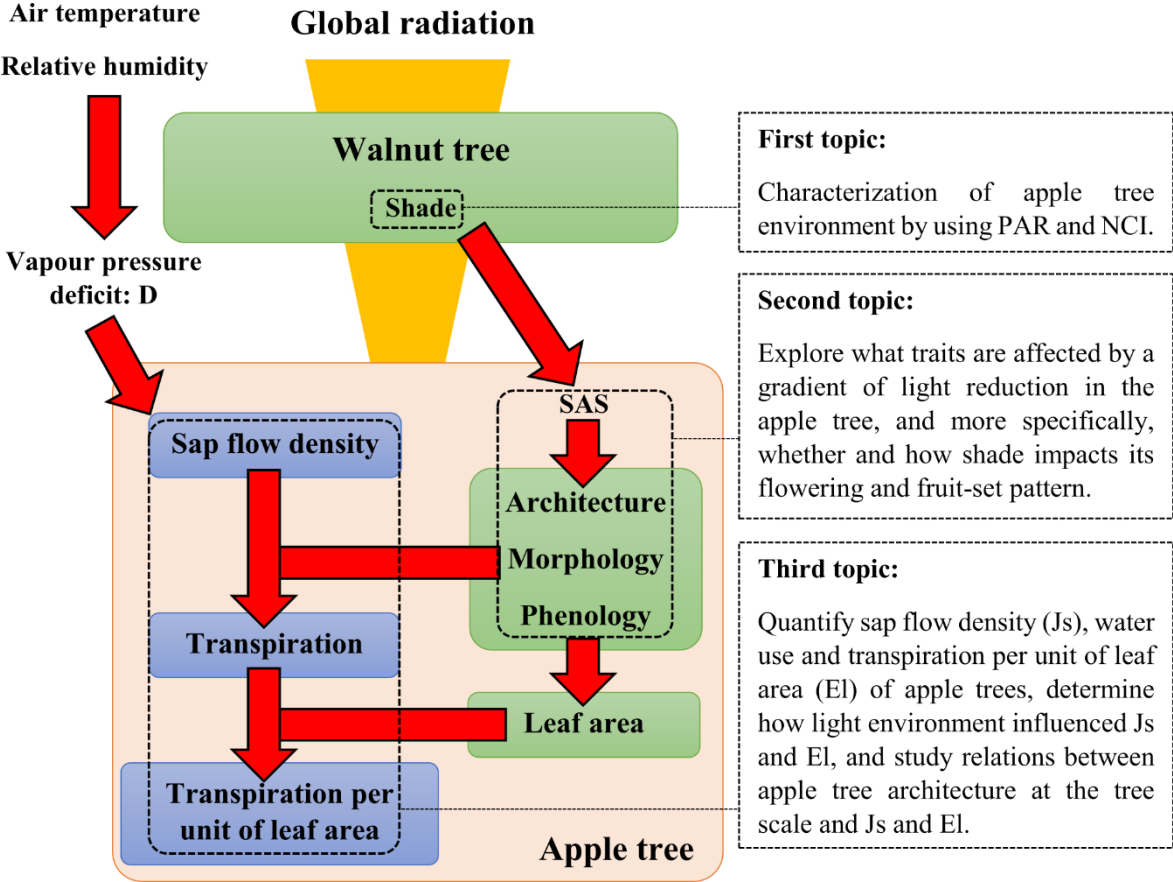 Air temperature
Relative humidity
Global radiation
Walnut tree
Shade
Vapour pressure
deficit: D
SAS
Sap flow density
Architecture
Morphology
Phenology
Transpiration
Leaf area
Transpiration per
unit of leaf area
Apple tree
First topic:
Characterization of apple tree
environment by using PAR and NCI.
Second topic:
Explore what traits are affected by a
gradient of light reduction in the
apple tree, and more specifically,
whether and how shade impacts its
flowering and fruit-set pattern.
Third topic:
Quantify sap flow density (Js), water
use and transpiration per unit of leaf
area (El) of apple trees, determine
how light environment influenced Js
and El, and study relations between
apple tree architecture at the tree
scale and Js and El.